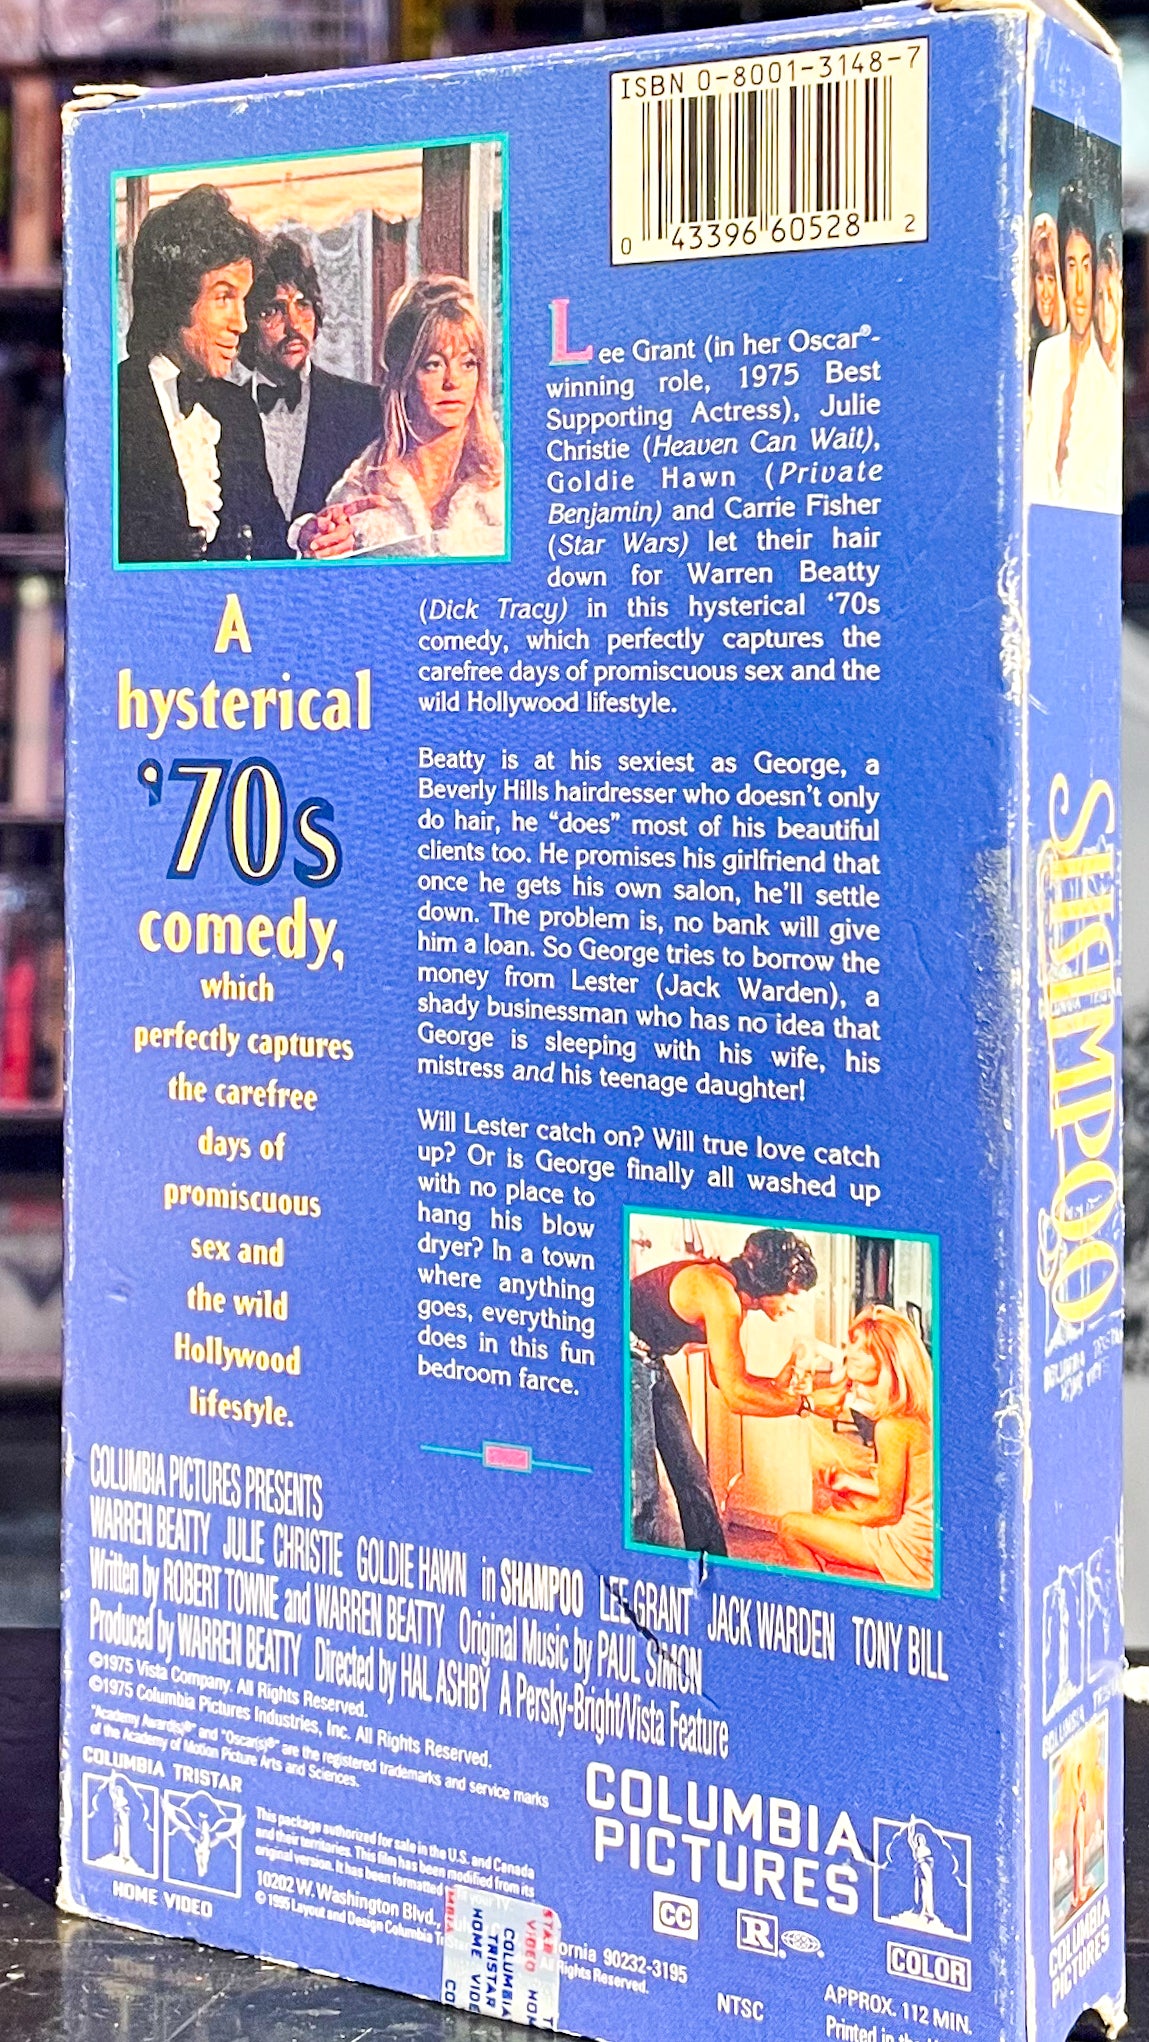 ISBN 0-8001-3148-7
0 43396 60528 2
Lee Grant (in her Oscar®-
winning role, 1975 Best
Supporting Actress), Julie
Christie (Heaven Can Wait),
Goldie Hawn (Private
Benjamin) and Carrie Fisher
(Star Wars) let their hair
down for Warren Beatty
(Dick Tracy) in this hysterical ‘70s
comedy, which perfectly captures the
carefree days of promiscuous sex and the
wild Hollywood lifestyle.
Beatty is at his sexiest as George, a
Beverly Hills hairdresser who doesn't only
do hair, he “does” most of his beautiful
clients too. He promises his girlfriend that
once he gets his own salon, he'll settle
down. The problem is, no bank will give
him a loan. So George tries to borrow the
money from Lester (Jack Warden), a
shady businessman who has no idea that
George is sleeping with his wife, his
mistress and his teenage daughter!
Will Lester catch on? Will true love catch
up? Or is George finally all washed up
with no place to
hang his blow
dryer? In a town
where anything
goes, everything
does in this fun
bedroom farce.
A
hysterical
‘70s
comedy,
which
perfectly captures
the carefree
days of
promiscuous
sex and
the wild
Hollywood
lifestyle.
COLUMBIA PICTURES PRESENTS
WARREN BEATTY JULIE CHRISTIE GOLDIE HAWN in SHAMPOO LEE GRANT JACK WARDEN TONY BILL
Written by ROBERT TOWNE and WARREN BEATTY Original Music by PAUL SIMON
Produced by WARREN BEATTY Directed by HAL ASHBY A Persky-Bright/Vista Feature
©1975 Vista Company. All Rights Reserved.
©1975 Columbia Pictures Industries, Inc. All Rights Reserved.
"Academy Award(s)®" and "Oscar(s)®" are the registered trademarks and service marks
of the Academy of Motion Picture Arts and Sciences.
COLUMBIA TRISTAR
HOME VIDEO
This package authorized for sale in the U.S. and Canada
and their territories. This film has been modified from its
original version. It has been formatted your TV.
10202 W. Washington Blvd., ornia 90232-3195
© 1995 Layout and Design Columbia Tri All Rights Reserved.
COLUMBIA
TRISTAR
HOME VIDE
COLUMBIA
PICTURES
CC
R
COLOR
NTSC
APPROX. 112 MIN.
Printed in the
SHAMPOO
COLUMBIA
PICTURES